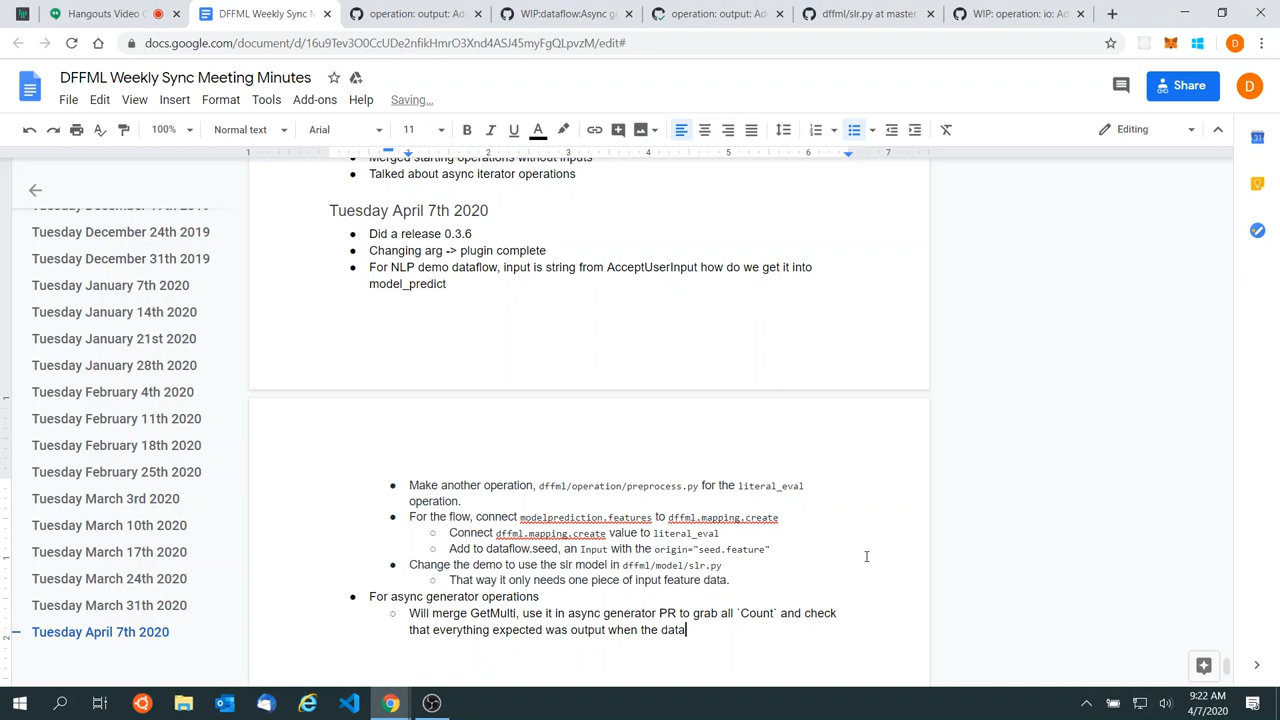 Hangouts Video C
DFFML Weekly Sync M
operation: output: Ad
WIP:dataflow:Async g
operation: output: Ad
dffml/slr.py at master
WIP: operation: io: Ad
docs.google.com/document/d/16u9Tev3O0CcUDe2nfikHmrO3Xnd4ASJ45myFgQLpvzM/edit#
D
DFFML Weekly Sync Meeting Minutes
File Edit View Insert Format Tools Add-ons Help Saving...
Share
D
100% Normal text Arial 11 B I U A Editing
1 1 2 3 4 5 6 7
Merged starting operations without inputs
Talked about async iterator operations
Tuesday April 7th 2020
Did a release 0.3.6
Changing arg -> plugin complete
For NLP demo dataflow, input is string from AcceptUserInput how do we get it into
model_predict
Make another operation, dffml/operation/preprocess.py for the literal_eval
operation.
For the flow, connect modelprediction.features to dffml.mapping.create
Connect dffml.mapping.create value to literal_eval
Add to dataflow.seed, an Input with the origin="seed.feature"
Change the demo to use the slr model in dffml/model/slr.py
That way it only needs one piece of input feature data.
For async generator operations
Will merge GetMulti, use it in async generator PR to grab all `Count` and check
that everything expected was output when the data
Tuesday December 17th 2019
Tuesday December 24th 2019
Tuesday December 31th 2019
Tuesday January 7th 2020
Tuesday January 14th 2020
Tuesday January 21st 2020
Tuesday January 28th 2020
Tuesday February 4th 2020
Tuesday February 11th 2020
Tuesday February 18th 2020
Tuesday February 25th 2020
Tuesday March 3rd 2020
Tuesday March 10th 2020
Tuesday March 17th 2020
Tuesday March 24th 2020
Tuesday March 31th 2020
Tuesday April 7th 2020
31
9:22 AM
4/7/2020